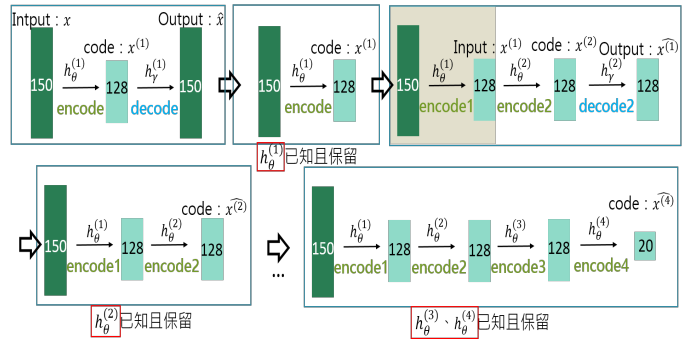 Intput：x Output：x̂
h_θ^(1) code：x^(1) h_γ^(1)
150 128 150
encode decode
code：x^(1)
h_θ^(1)
150 128
encode
h_θ^(1)已知且保留
Input：x^(1) code：x^(2) Output：x̂^(1)
h_θ^(1) h_θ^(2) h_γ^(2)
150 128 128 128
encode1 encode2 decode2
code：x̂^(2)
h_θ^(1) h_θ^(2)
150 128 128
encode1 encode2
h_θ^(2)已知且保留
...
code：x̂^(4)
h_θ^(1) h_θ^(2) h_θ^(3) h_θ^(4)
150 128 128 128 20
encode1 encode2 encode3 encode4
h_θ^(3)、h_θ^(4)已知且保留